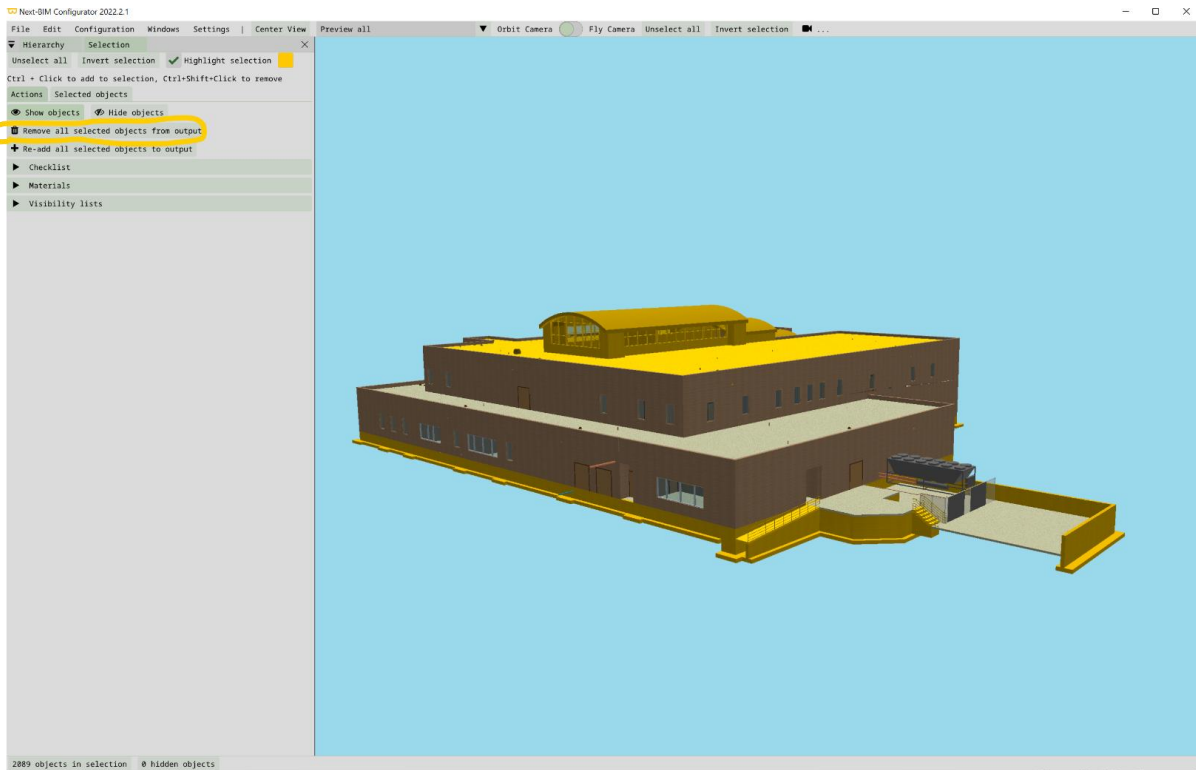 Next-BIM Configurator 2022.2.1
File Edit Configuration Windows Settings | Center View Preview all Orbit Camera Fly Camera Unselect all Invert selection ...
Hierarchy Selection
Unselect all Invert selection Highlight selection
Ctrl + Click to add to selection, Ctrl+Shift+Click to remove
Actions Selected objects
Show objects Hide objects
Remove all selected objects from output
Re-add all selected objects to output
Checklist
Materials
Visibility lists
2089 objects in selection 0 hidden objects